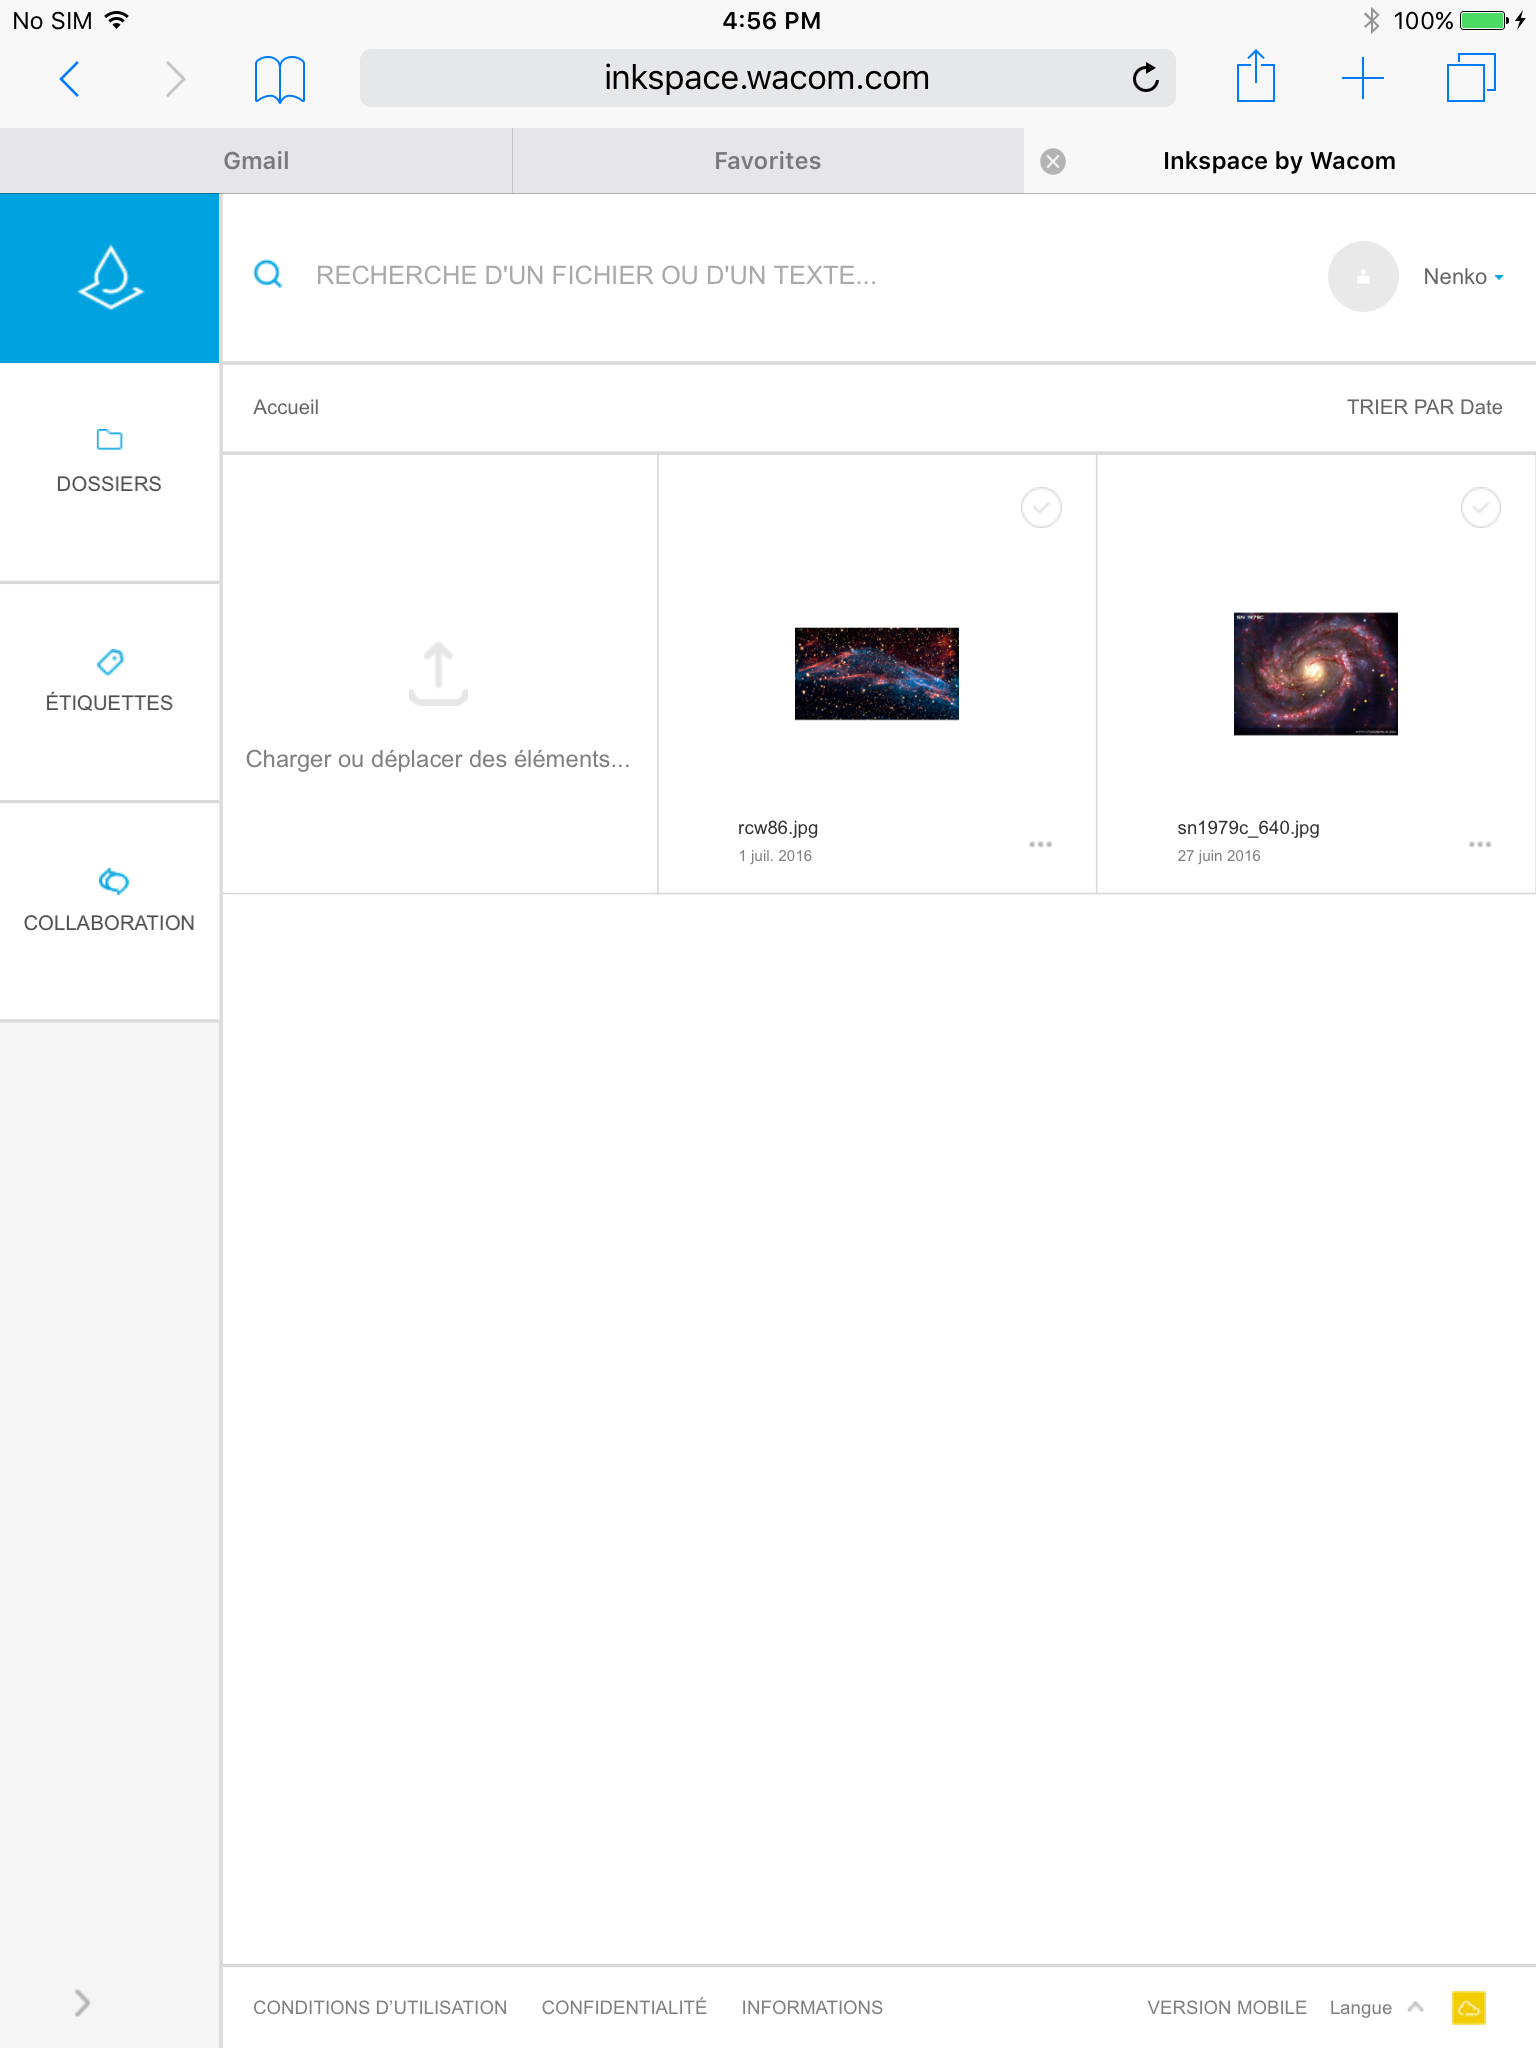 No SIM 4:56 PM 100%
inkspace.wacom.com
Gmail Favorites Inkspace by Wacom
RECHERCHE D'UN FICHIER OU D'UN TEXTE... Nenko
Accueil TRIER PAR Date
DOSSIERS
ÉTIQUETTES
COLLABORATION
Charger ou déplacer des éléments...
SN 1979C
rcw86.jpg
1 juil. 2016
sn1979c_640.jpg
27 juin 2016
CONDITIONS D’UTILISATION CONFIDENTIALITÉ INFORMATIONS VERSION MOBILE Langue